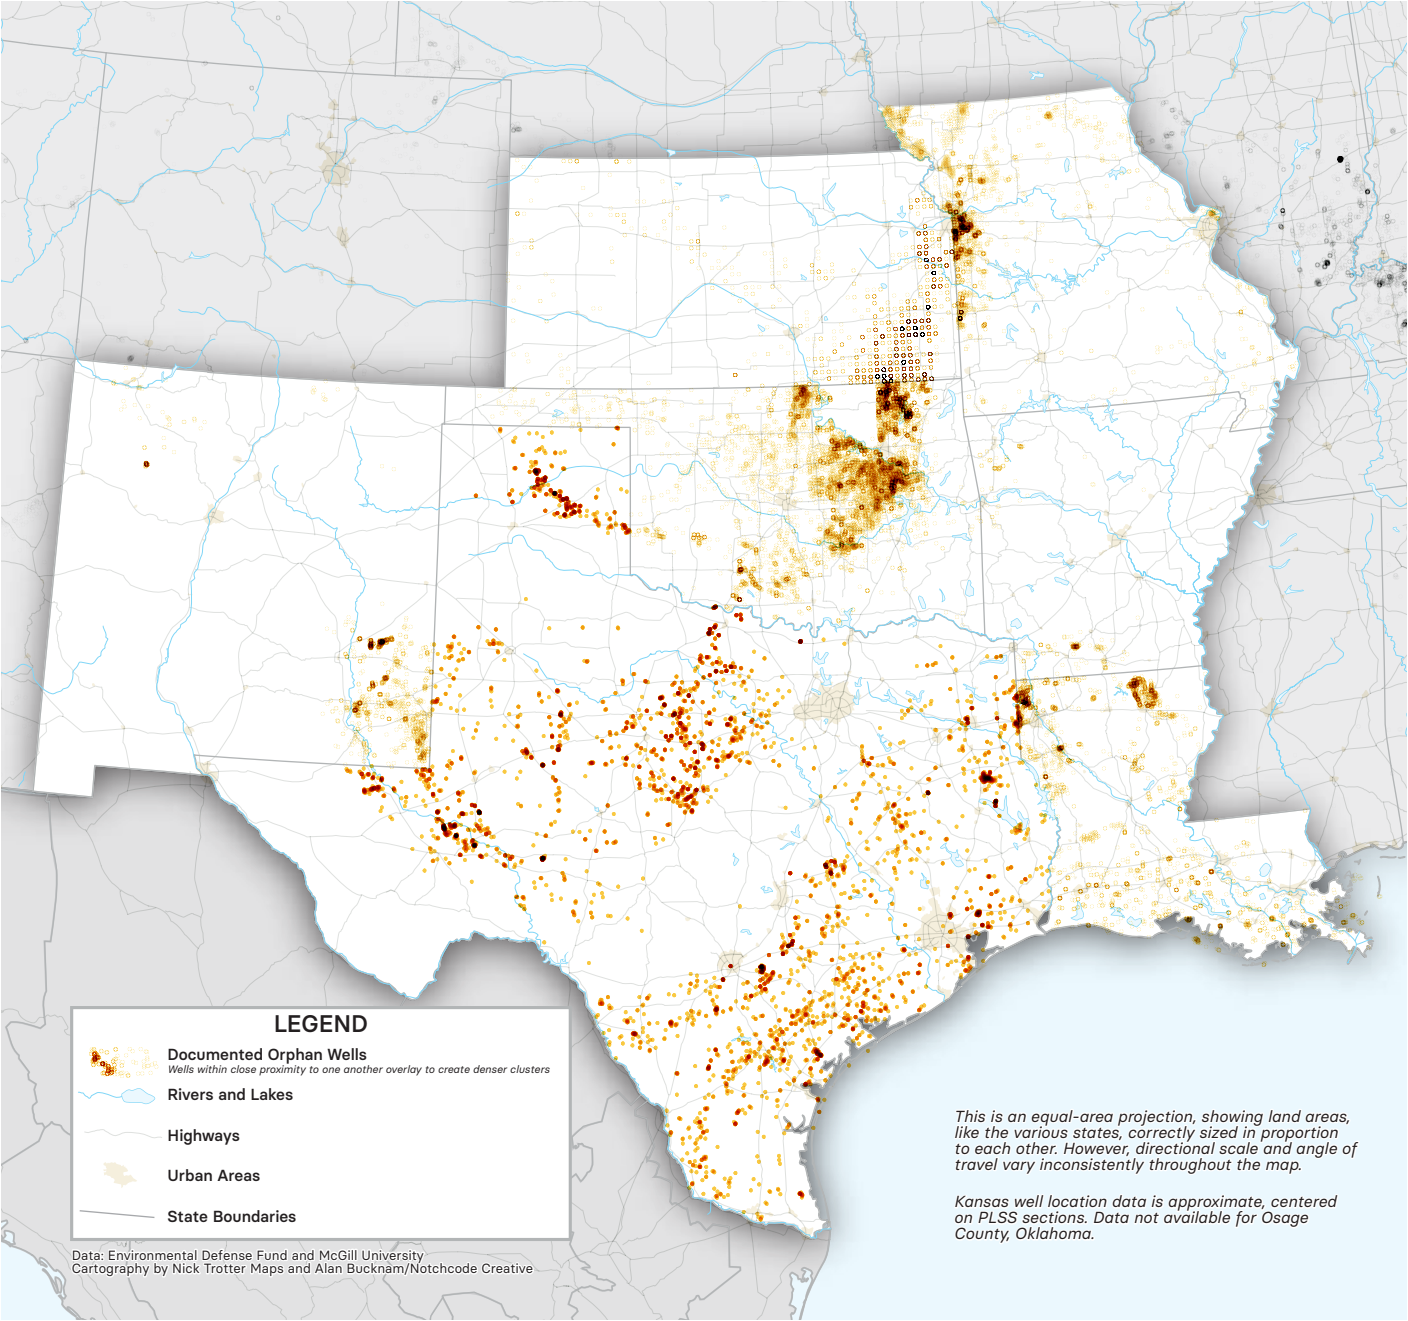 LEGEND
Documented Orphan Wells
Wells within close proximity to one another overlay to create denser clusters
Rivers and Lakes
Highways
Urban Areas
State Boundaries
Data: Environmental Defense Fund and McGill University
Cartography by Nick Trotter Maps and Alan Bucknam/Notchcode Creative
This is an equal-area projection, showing land areas,
like the various states, correctly sized in proportion
to each other. However, directional scale and angle of
travel vary inconsistently throughout the map.
Kansas well location data is approximate, centered
on PLSS sections. Data not available for Osage
County, Oklahoma.